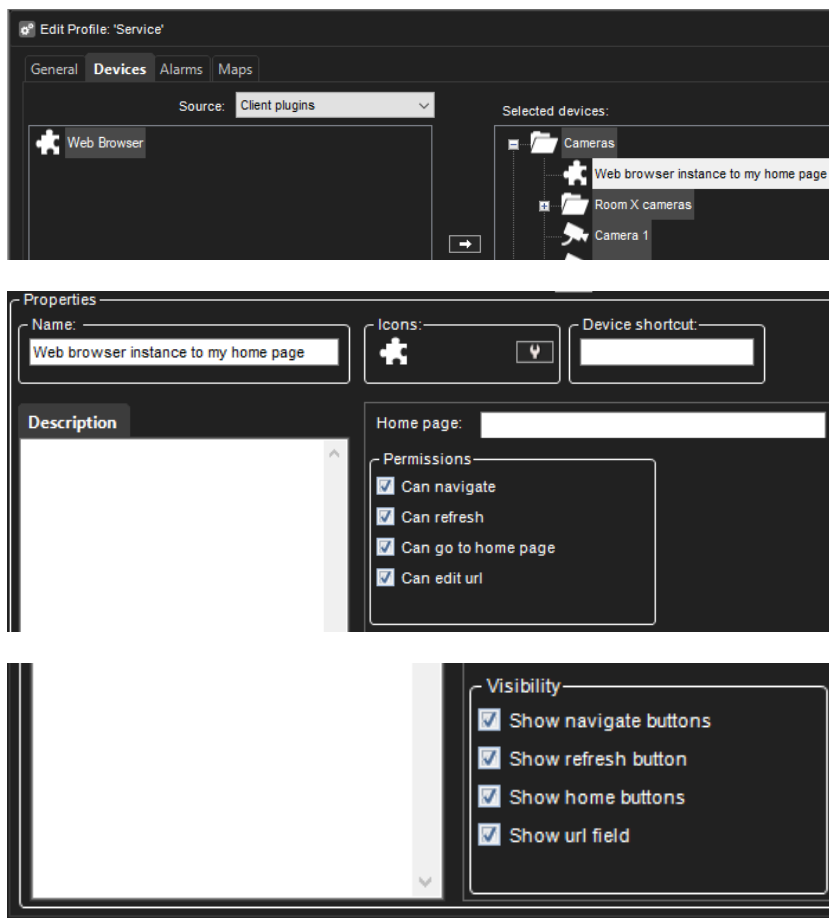 Edit Profile: 'Service'
General Devices Alarms Maps
Source: Client plugins
Selected devices:
Web Browser
Cameras
Web browser instance to my home page
Room X cameras
Camera 1
Properties
Name:
Icons:
Device shortcut:
Web browser instance to my home page
Description
Home page:
Permissions
Can navigate
Can refresh
Can go to home page
Can edit url
Visibility
Show navigate buttons
Show refresh button
Show home buttons
Show url field